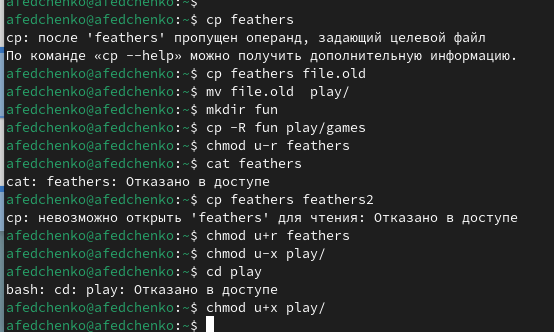 afedchenko@afedchenko:~$
afedchenko@afedchenko:~$ cp feathers
cp: после 'feathers' пропущен операнд, задающий целевой файл
По команде «cp --help» можно получить дополнительную информацию.
afedchenko@afedchenko:~$ cp feathers file.old
afedchenko@afedchenko:~$ mv file.old  play/
afedchenko@afedchenko:~$ mkdir fun
afedchenko@afedchenko:~$ cp -R fun play/games
afedchenko@afedchenko:~$ chmod u-r feathers
afedchenko@afedchenko:~$ cat feathers
cat: feathers: Отказано в доступе
afedchenko@afedchenko:~$ cp feathers feathers2
cp: невозможно открыть 'feathers' для чтения: Отказано в доступе
afedchenko@afedchenko:~$ chmod u+r feathers
afedchenko@afedchenko:~$ chmod u-x play/
afedchenko@afedchenko:~$ cd play
bash: cd: play: Отказано в доступе
afedchenko@afedchenko:~$ chmod u+x play/
afedchenko@afedchenko:~$